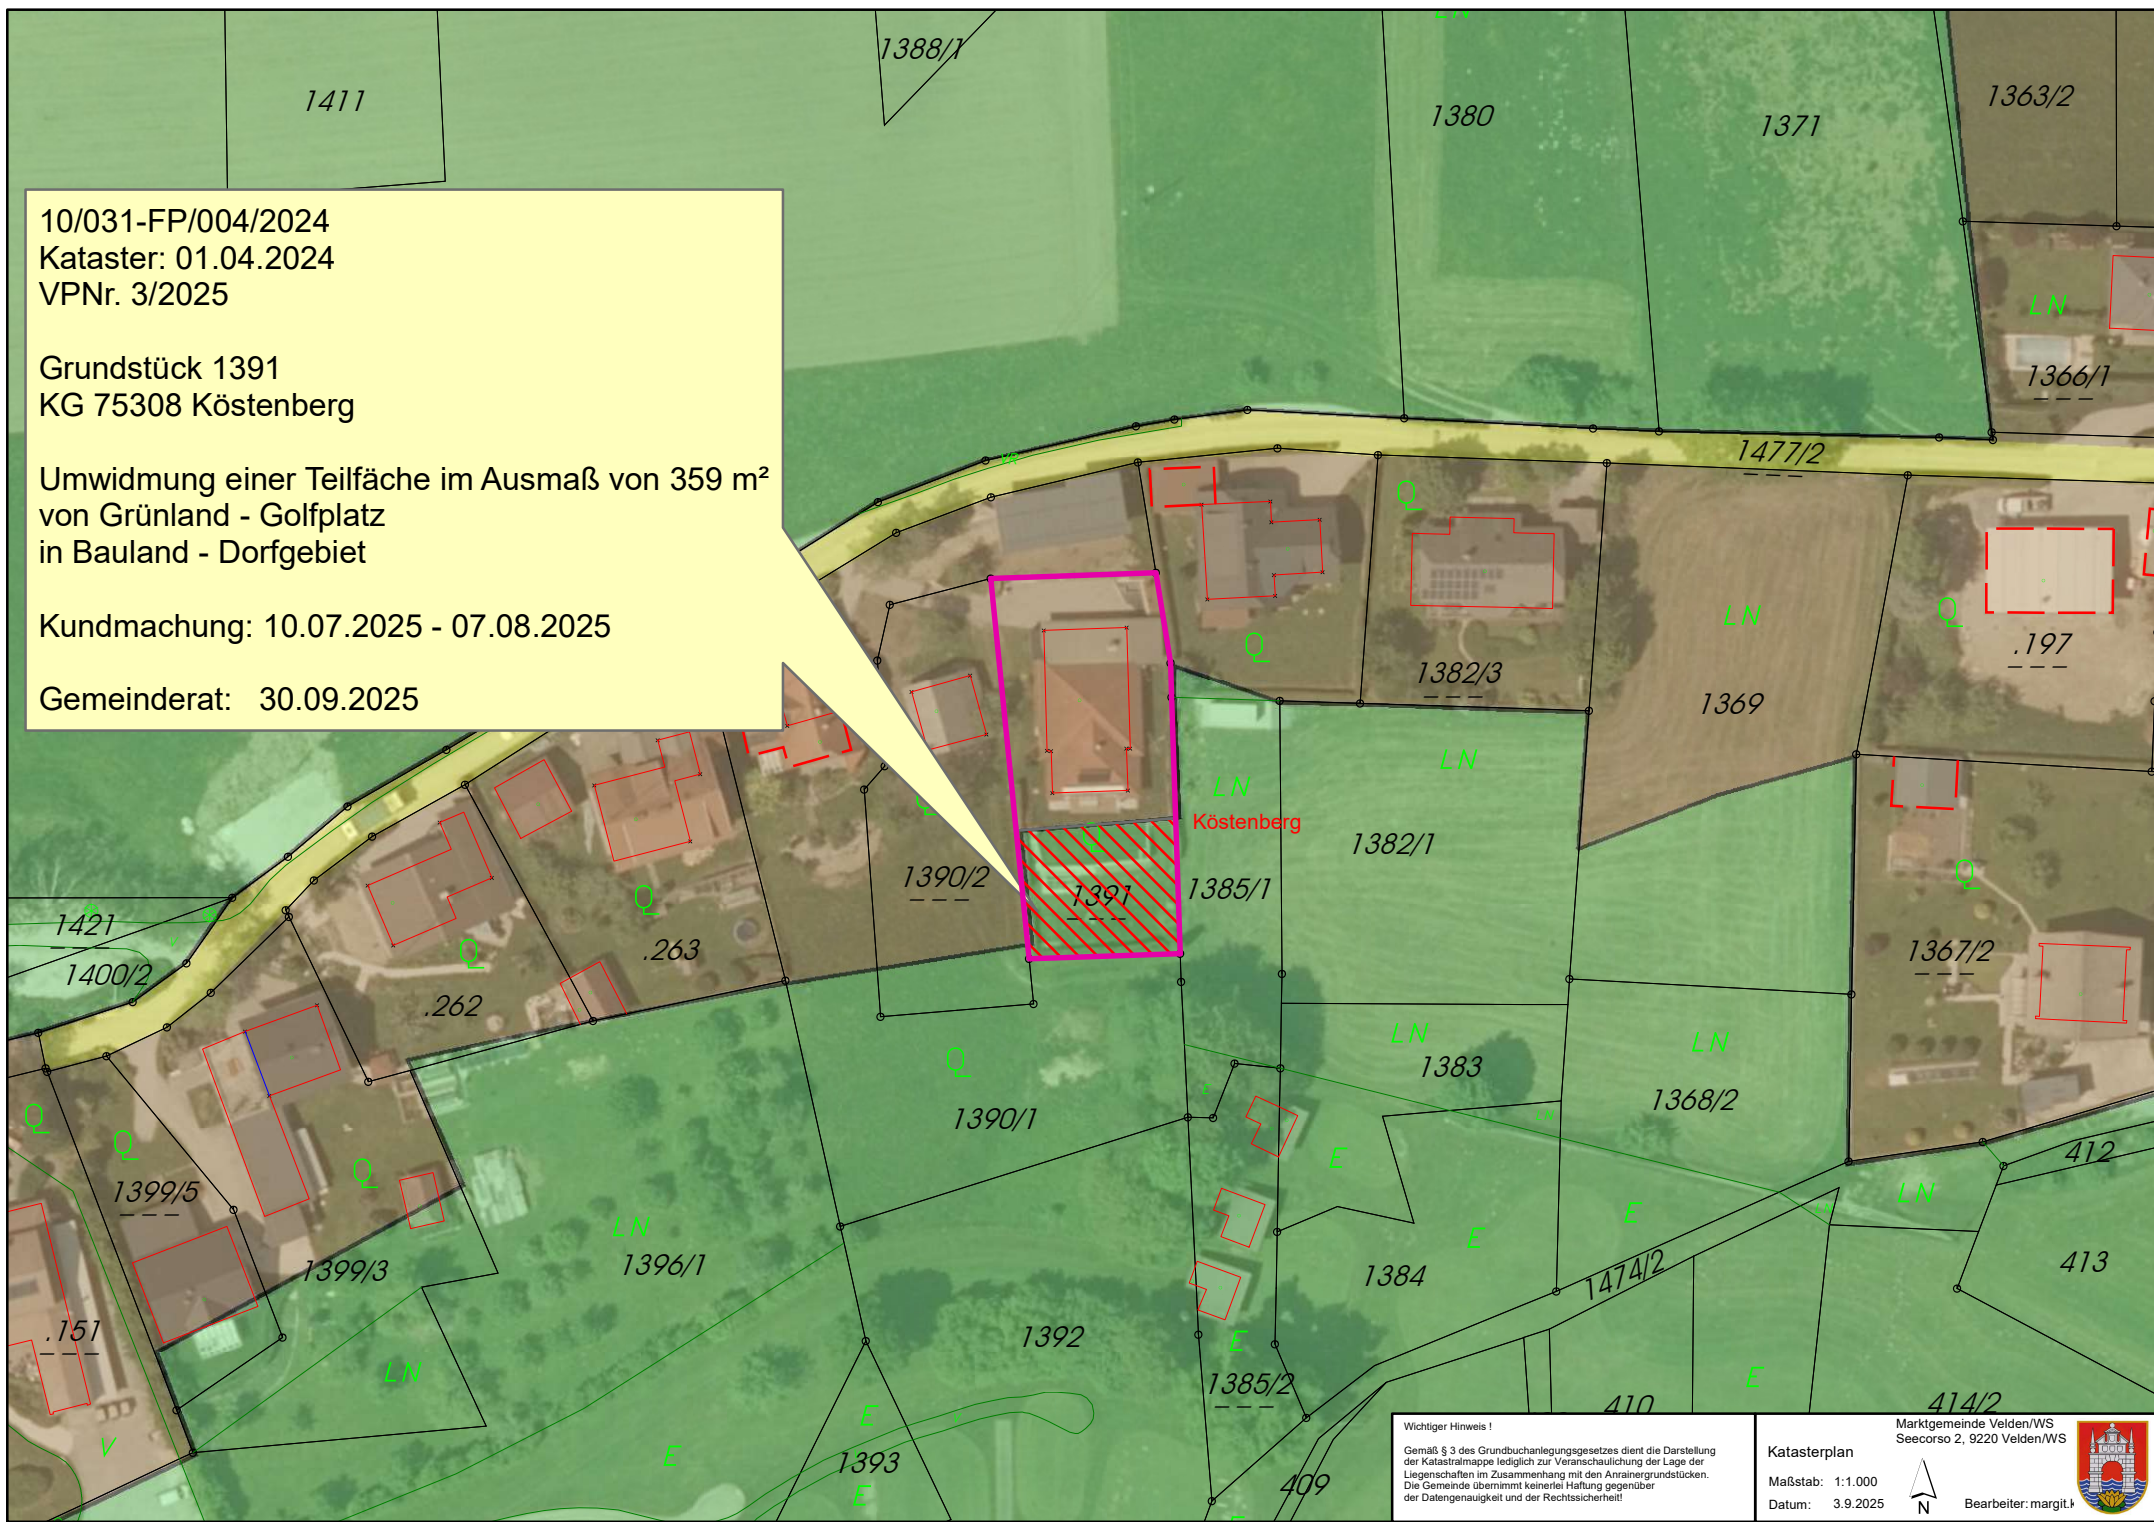 LN
1388/1
1411
1380
1371
1363/2
10/031-FP/004/2024
Kataster: 01.04.2024
VPNr. 3/2025
Grundstück 1391
KG 75308 Köstenberg
Umwidmung einer Teilfäche im Ausmaß von 359 m²
von Grünland - Golfplatz
in Bauland - Dorfgebiet
Kundmachung: 10.07.2025 - 07.08.2025
Gemeinderat: 30.09.2025
LN
1366/1
1477/2
LN
.197
1382/3
1369
LN
LN
Köstenberg
1382/1
1390/2
1391
1385/1
1421
1400/2
.263
.262
1367/2
LN
1383
LN
1368/2
1390/1
412
E
LN
1399/5
E
E
LN
1396/1
1399/3
1384
1474/2
413
.151
1392
E
LN
1385/2
E
410
414/2
E
V
E
1393
E
409
Wichtiger Hinweis !
Gemäß § 3 des Grundbuchanlegungsgesetzes dient die Darstellung
der Katastralmappe lediglich zur Veranschaulichung der Lage der
Liegenschaften im Zusammenhang mit den Anrainergrundstücken.
Die Gemeinde übernimmt keinerlei Haftung gegenüber
der Datengenauigkeit und der Rechtssicherheit!
Marktgemeinde Velden/WS
Seecorso 2, 9220 Velden/WS
Katasterplan
Maßstab: 1:1.000
Datum: 3.9.2025
N
Bearbeiter: margit.k